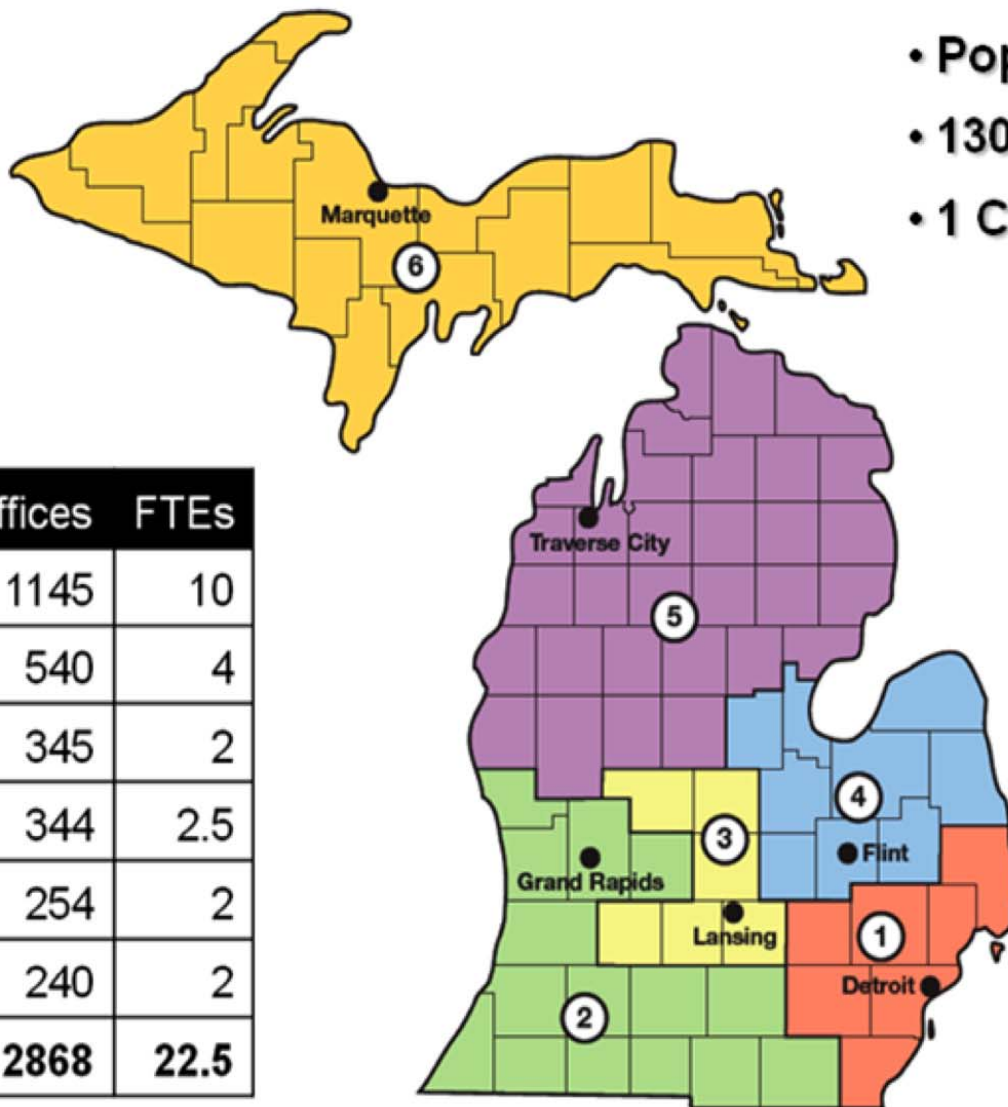 • Pop
• 130
• 1 C
Marquette
6
ffices FTEs
1145 10
540 4
345 2
344 2.5
254 2
240 2
2868 22.5
Traverse City
5
4
3
Flint
Grand Rapids
Lansing
1
Detroit
2